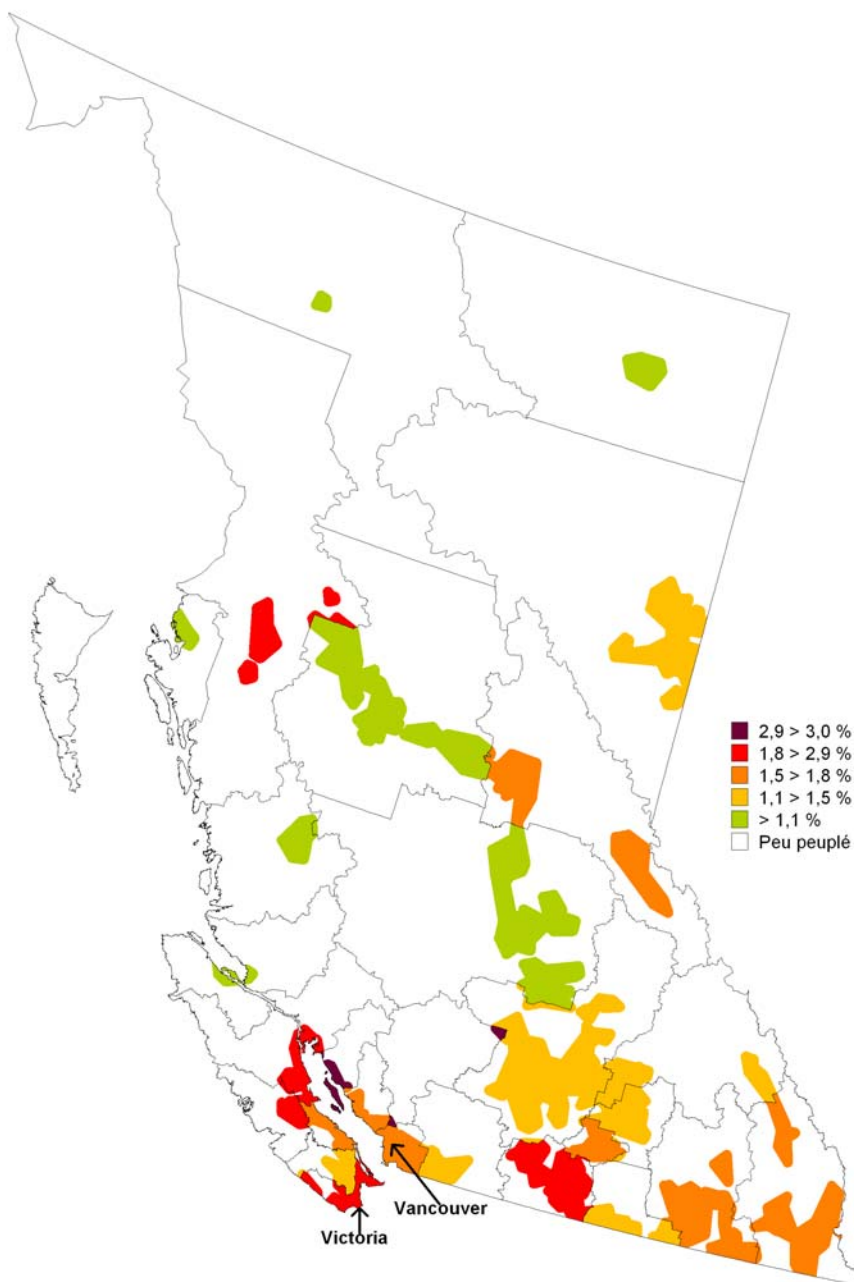 2,9 > 3,0 %
1,8 > 2,9 %
1,5 > 1,8 %
1,1 > 1,5 %
> 1,1 %
Peu peuplé
Vancouver
Victoria